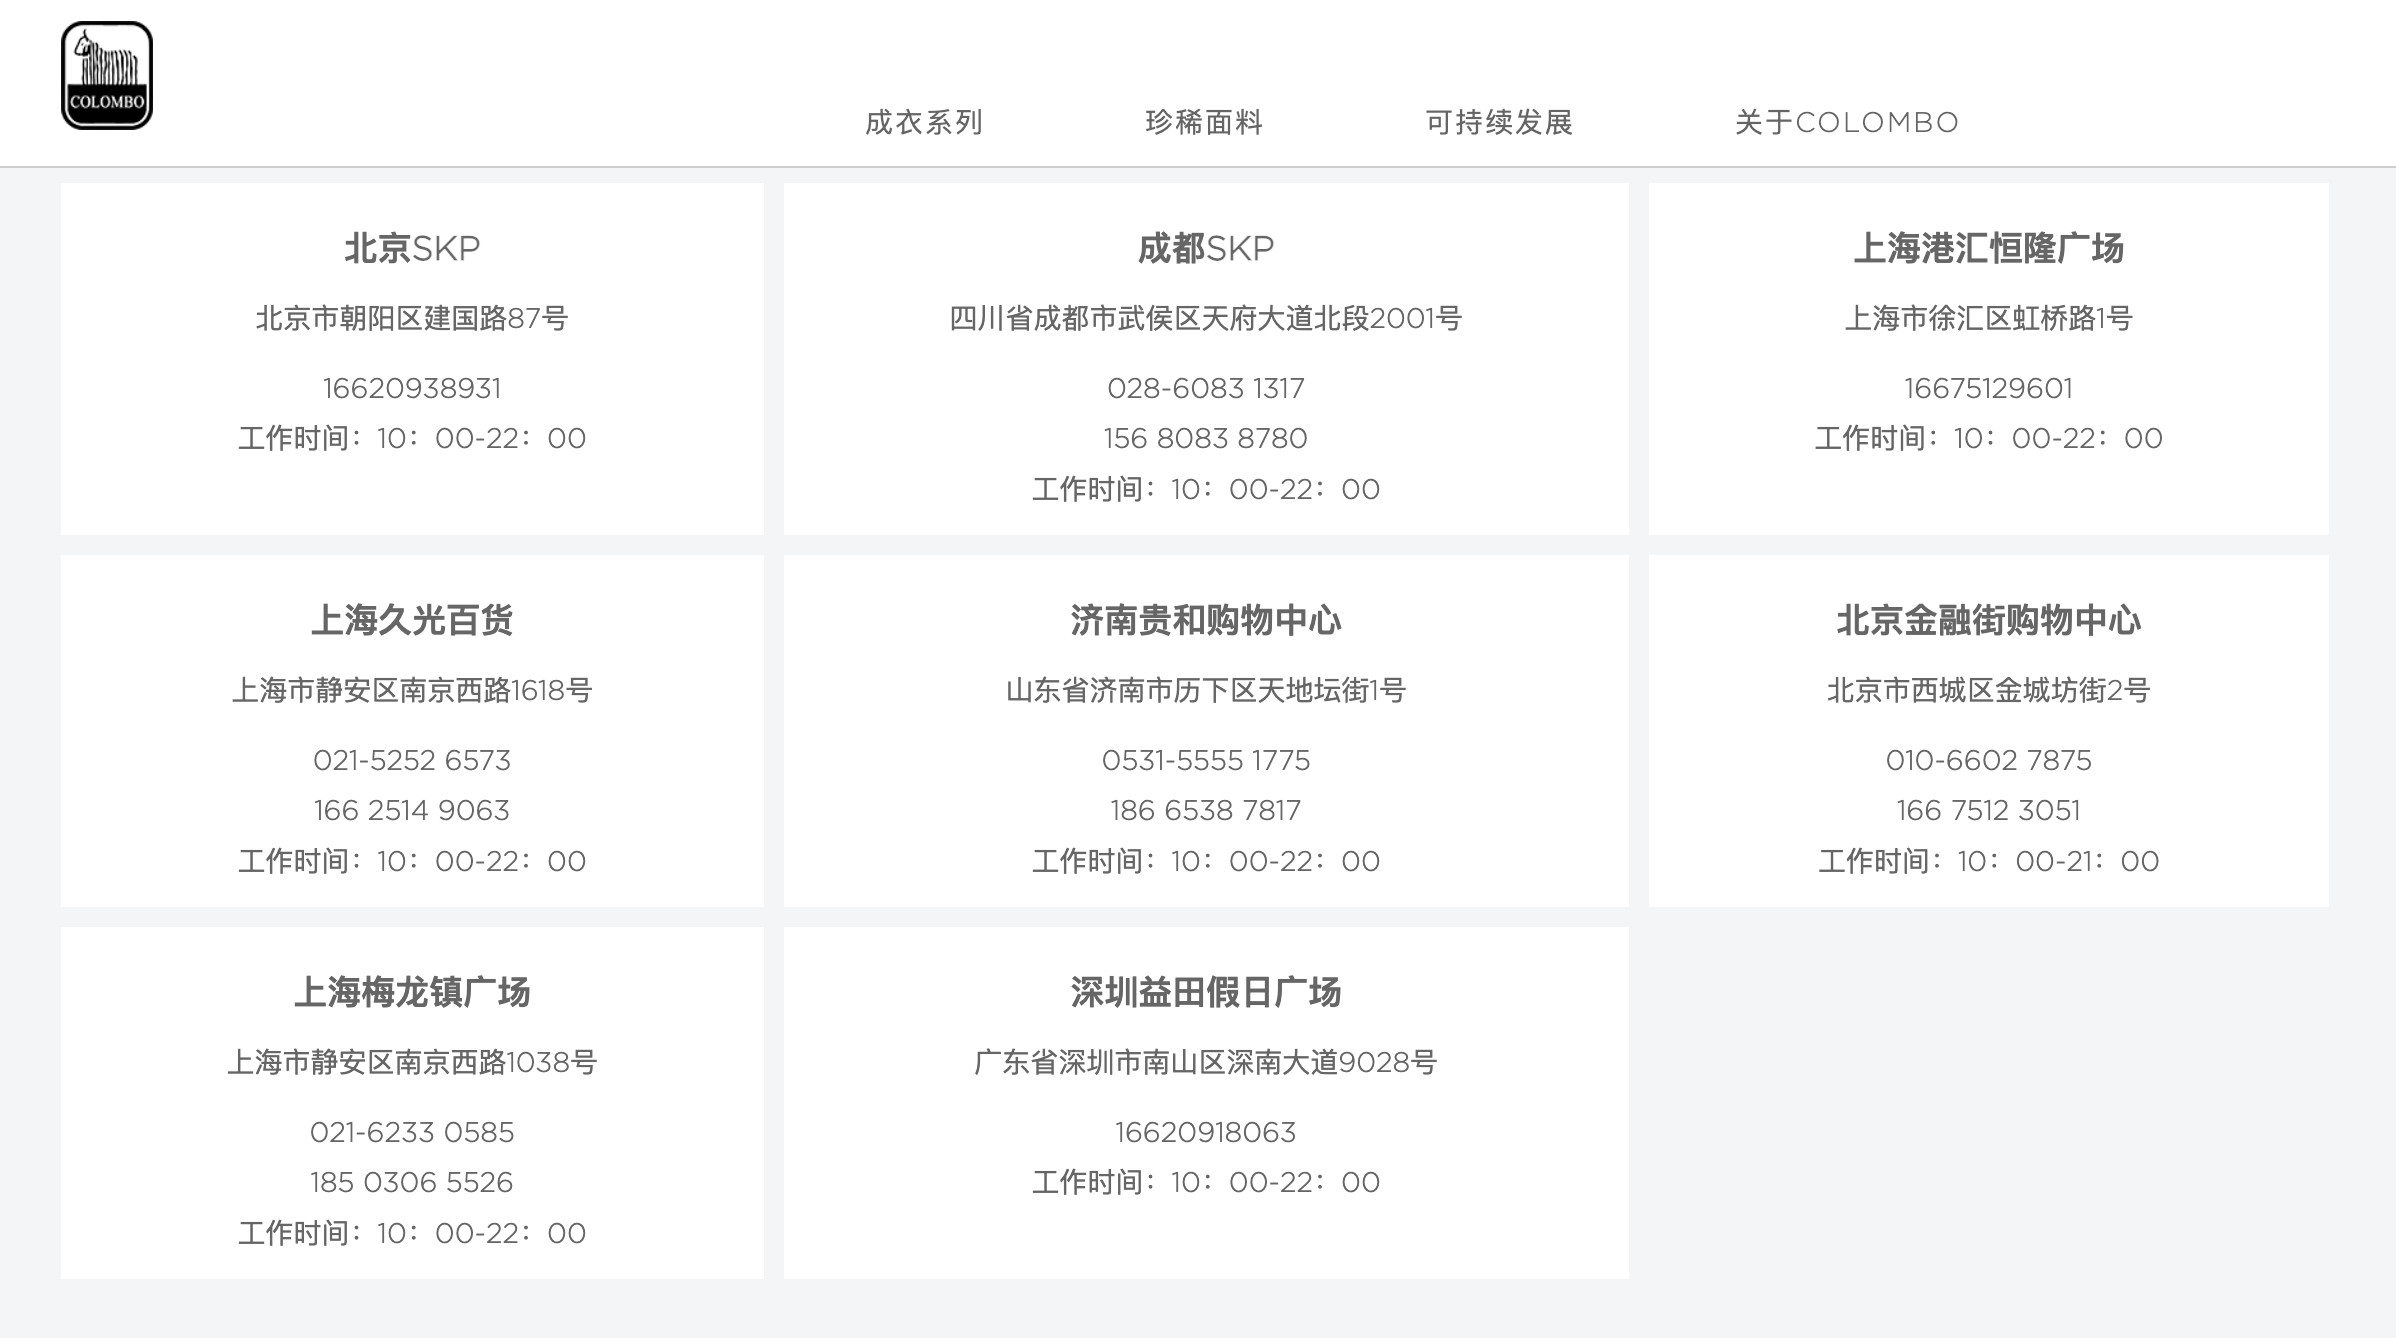 COLOMBO
成衣系列
珍稀面料
可持续发展
关于COLOMBO
北京SKP
北京市朝阳区建国路87号
16620938931
工作时间：10：00-22：00
成都SKP
四川省成都市武侯区天府大道北段2001号
028-6083 1317
156 8083 8780
工作时间：10：00-22：00
上海港汇恒隆广场
上海市徐汇区虹桥路1号
16675129601
工作时间：10：00-22：00
上海久光百货
上海市静安区南京西路1618号
021-5252 6573
166 2514 9063
工作时间：10：00-22：00
济南贵和购物中心
山东省济南市历下区天地坛街1号
0531-5555 1775
186 6538 7817
工作时间：10：00-22：00
北京金融街购物中心
北京市西城区金城坊街2号
010-6602 7875
166 7512 3051
工作时间：10：00-21：00
上海梅龙镇广场
上海市静安区南京西路1038号
021-6233 0585
185 0306 5526
工作时间：10：00-22：00
深圳益田假日广场
广东省深圳市南山区深南大道9028号
16620918063
工作时间：10：00-22：00